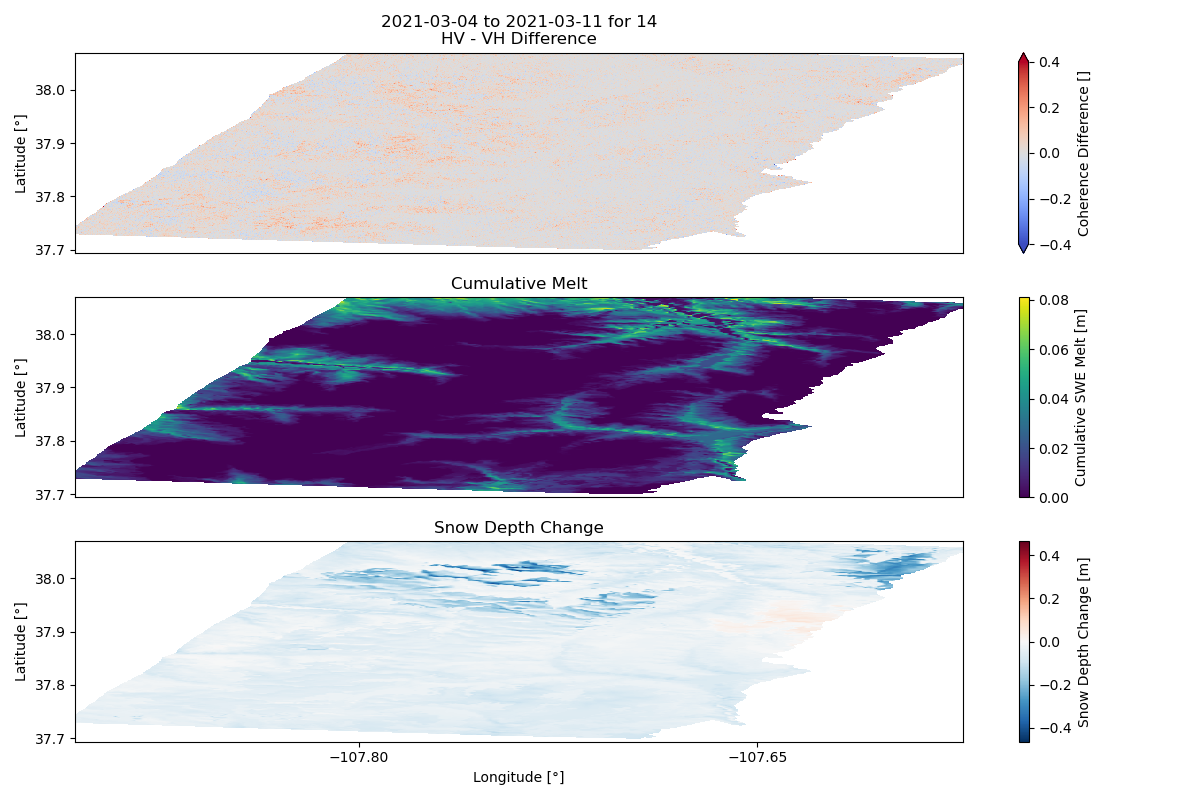 2021-03-04 to 2021-03-11 for 14
HV - VH Difference
38.0
37.9
37.8
37.7
Latitude [°]
0.4
0.2
0.0
−0.2
−0.4
Coherence Difference []
Cumulative Melt
38.0
37.9
37.8
37.7
Latitude [°]
0.08
0.06
0.04
0.02
0.00
Cumulative SWE Melt [m]
Snow Depth Change
38.0
37.9
37.8
37.7
Latitude [°]
0.4
0.2
0.0
−0.2
−0.4
Snow Depth Change [m]
−107.80
−107.65
Longitude [°]